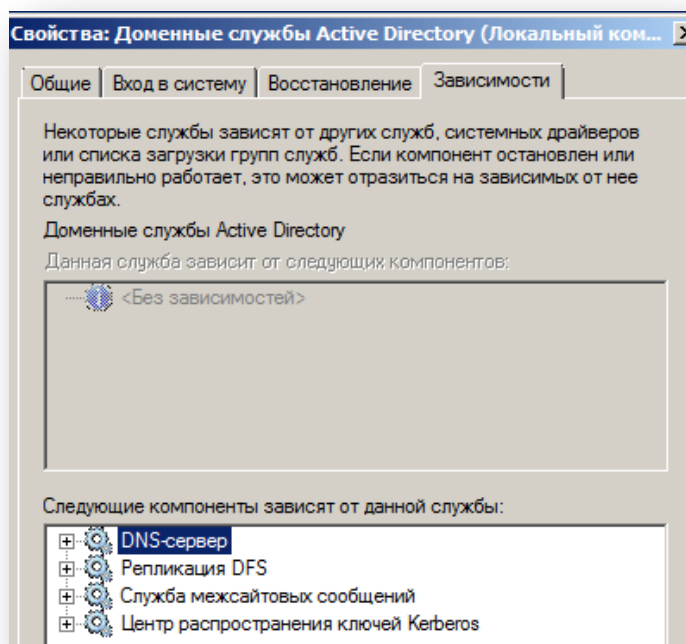 Свойства: Доменные службы Active Directory (Локальный ком...
Общие Вход в систему Восстановление Зависимости
Некоторые службы зависят от других служб, системных драйверов
или списка загрузки групп служб. Если компонент остановлен или
неправильно работает, это может отразиться на зависимых от нее
службах.
Доменные службы Active Directory
Данная служба зависит от следующих компонентов:
<Без зависимостей>
Следующие компоненты зависят от данной службы:
DNS-сервер
Репликация DFS
Служба межсайтовых сообщений
Центр распространения ключей Kerberos